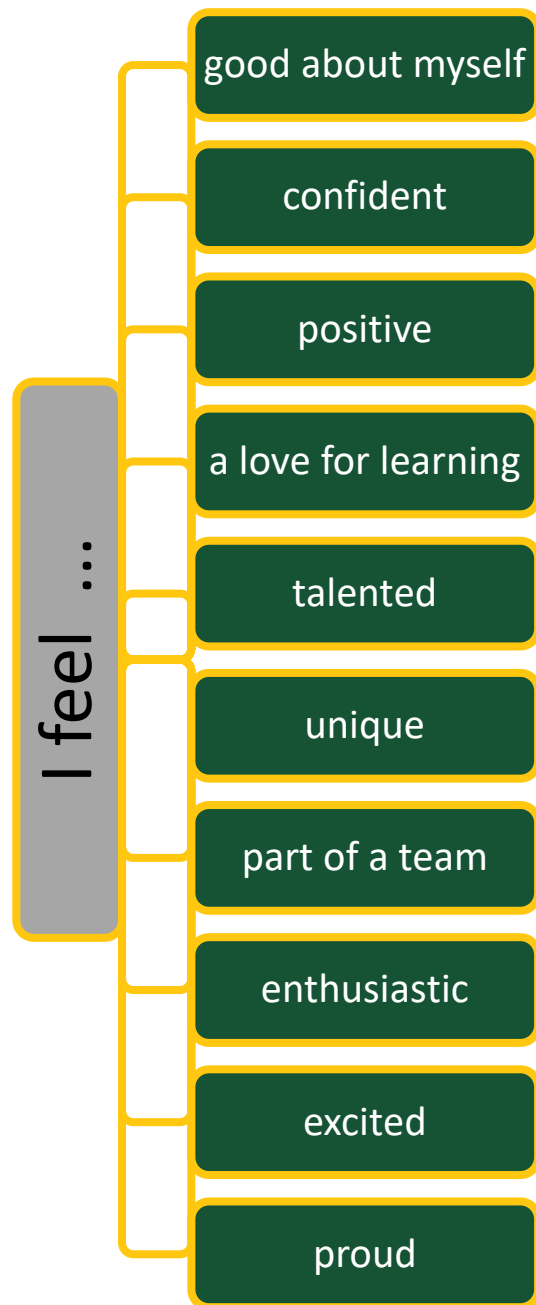 I feel ...
good about myself
confident
positive
a love for learning
talented
unique
part of a team
enthusiastic
excited
proud